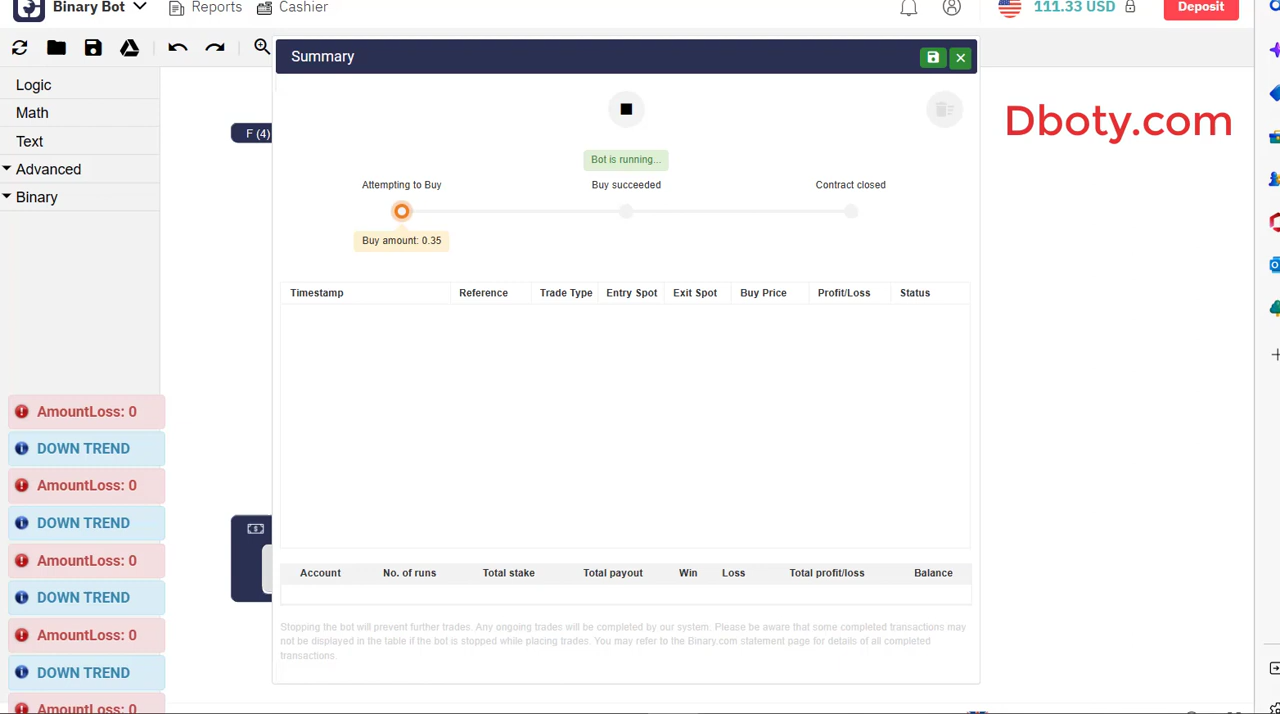 Binary Bot
Reports
Cashier
111.33 USD
Deposit
Summary
Logic
Math
Text
Advanced
Binary
F (4)
Dboty.com
Bot is running...
Attempting to Buy
Buy succeeded
Contract closed
Buy amount: 0.35
Timestamp Reference Trade Type Entry Spot Exit Spot Buy Price Profit/Loss Status
AmountLoss: 0
DOWN TREND
AmountLoss: 0
DOWN TREND
AmountLoss: 0
DOWN TREND
AmountLoss: 0
DOWN TREND
AmountLoss: 0
Account No. of runs Total stake Total payout Win Loss Total profit/loss Balance
Stopping the bot will prevent further trades. Any ongoing trades will be completed by our system. Please be aware that some completed transactions may
not be displayed in the table if the bot is stopped while placing trades. You may refer to the Binary.com statement page for details of all completed
transactions.